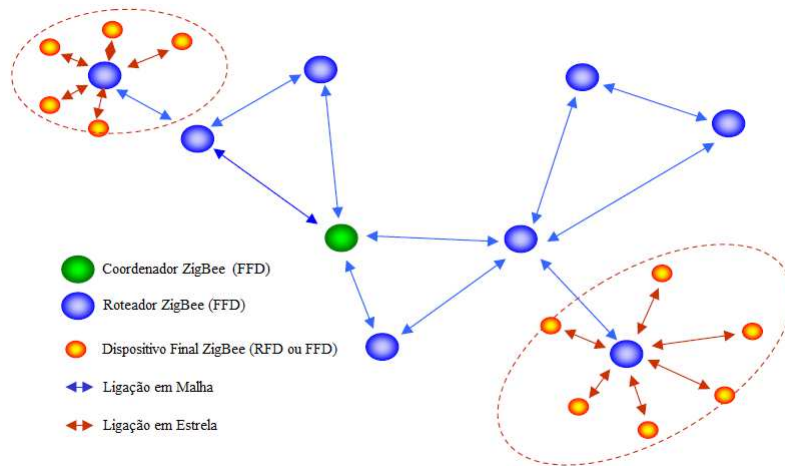 Coordenador ZigBee (FFD)
Roteador ZigBee (FFD)
Dispositivo Final ZigBee (RFD ou FFD)
Ligação em Malha
Ligação em Estrela